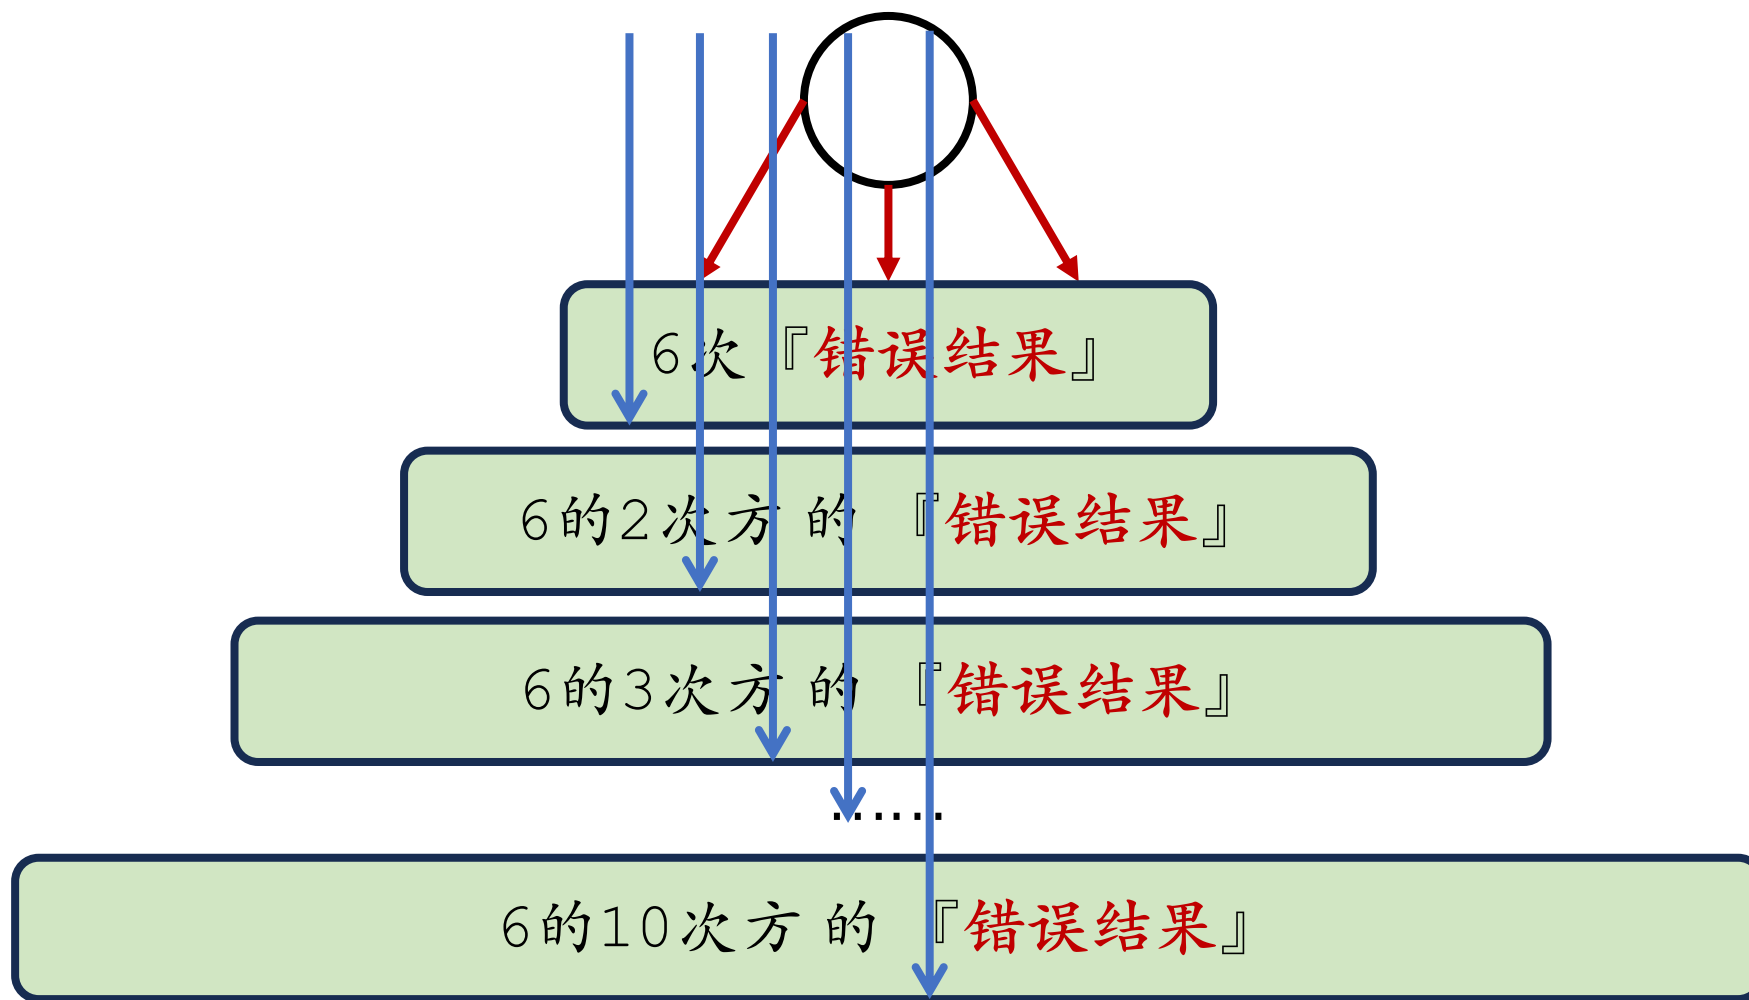 6次『错误结果』
6的2次方 的 『错误结果』
6的3次方 的 『错误结果』
······
6的10次方 的 『错误结果』